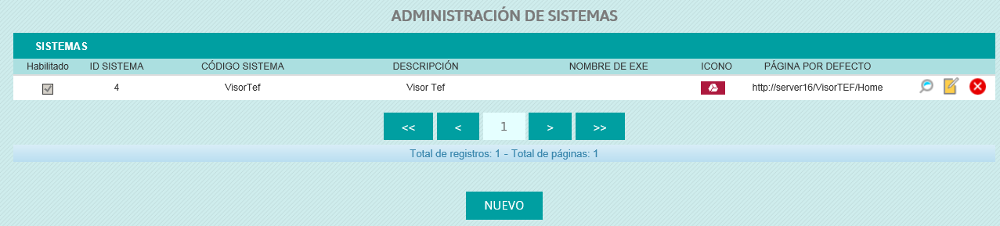 ADMINISTRACIÓN DE SISTEMAS
SISTEMAS
Habilitado ID SISTEMA CÓDIGO SISTEMA DESCRIPCIÓN NOMBRE DE EXE ICONO PÁGINA POR DEFECTO
4 VisorTef Visor Tef http://server16/VisorTEF/Home
<< < 1 > >>
Total de registros: 1 - Total de páginas: 1
NUEVO